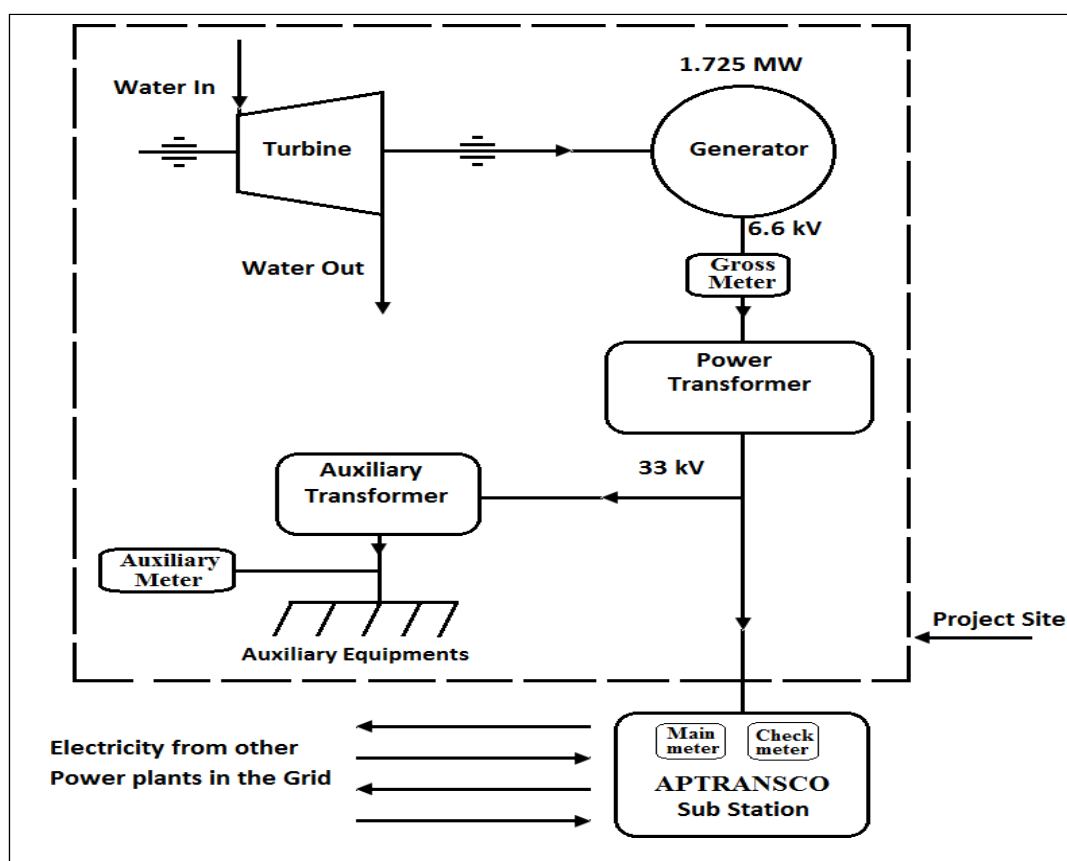 1.725 MW
Water In
Turbine
Generator
Water Out
6.6 kV
Gross
Meter
Power
Transformer
33 kV
Auxiliary
Transformer
Auxiliary
Meter
Auxiliary Equipments
Project Site
Electricity from other
Power plants in the Grid
Main
meter
Check
meter
APTRANSCO
Sub Station